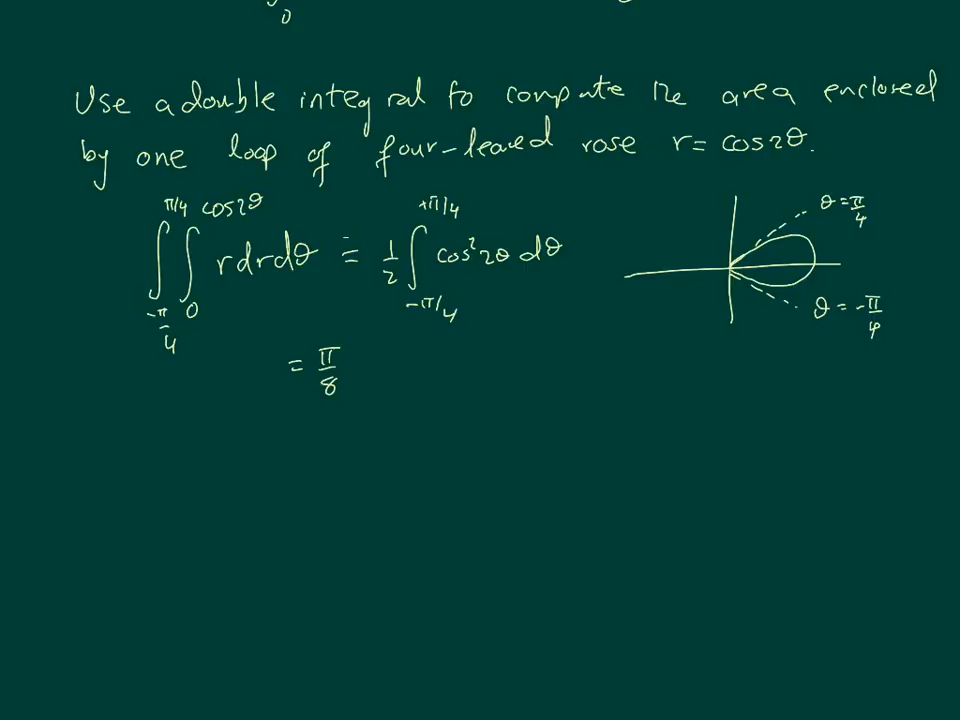 0
Use a double integral to compute the area enclosed
by one loop of four-leaved rose r = cos2θ.
∫_{-π/4}^{π/4} ∫_0^{cos2θ} r dr dθ = 1/2 ∫_{-π/4}^{+π/4} cos²2θ dθ
= π/8
θ = π/4
θ = -π/4